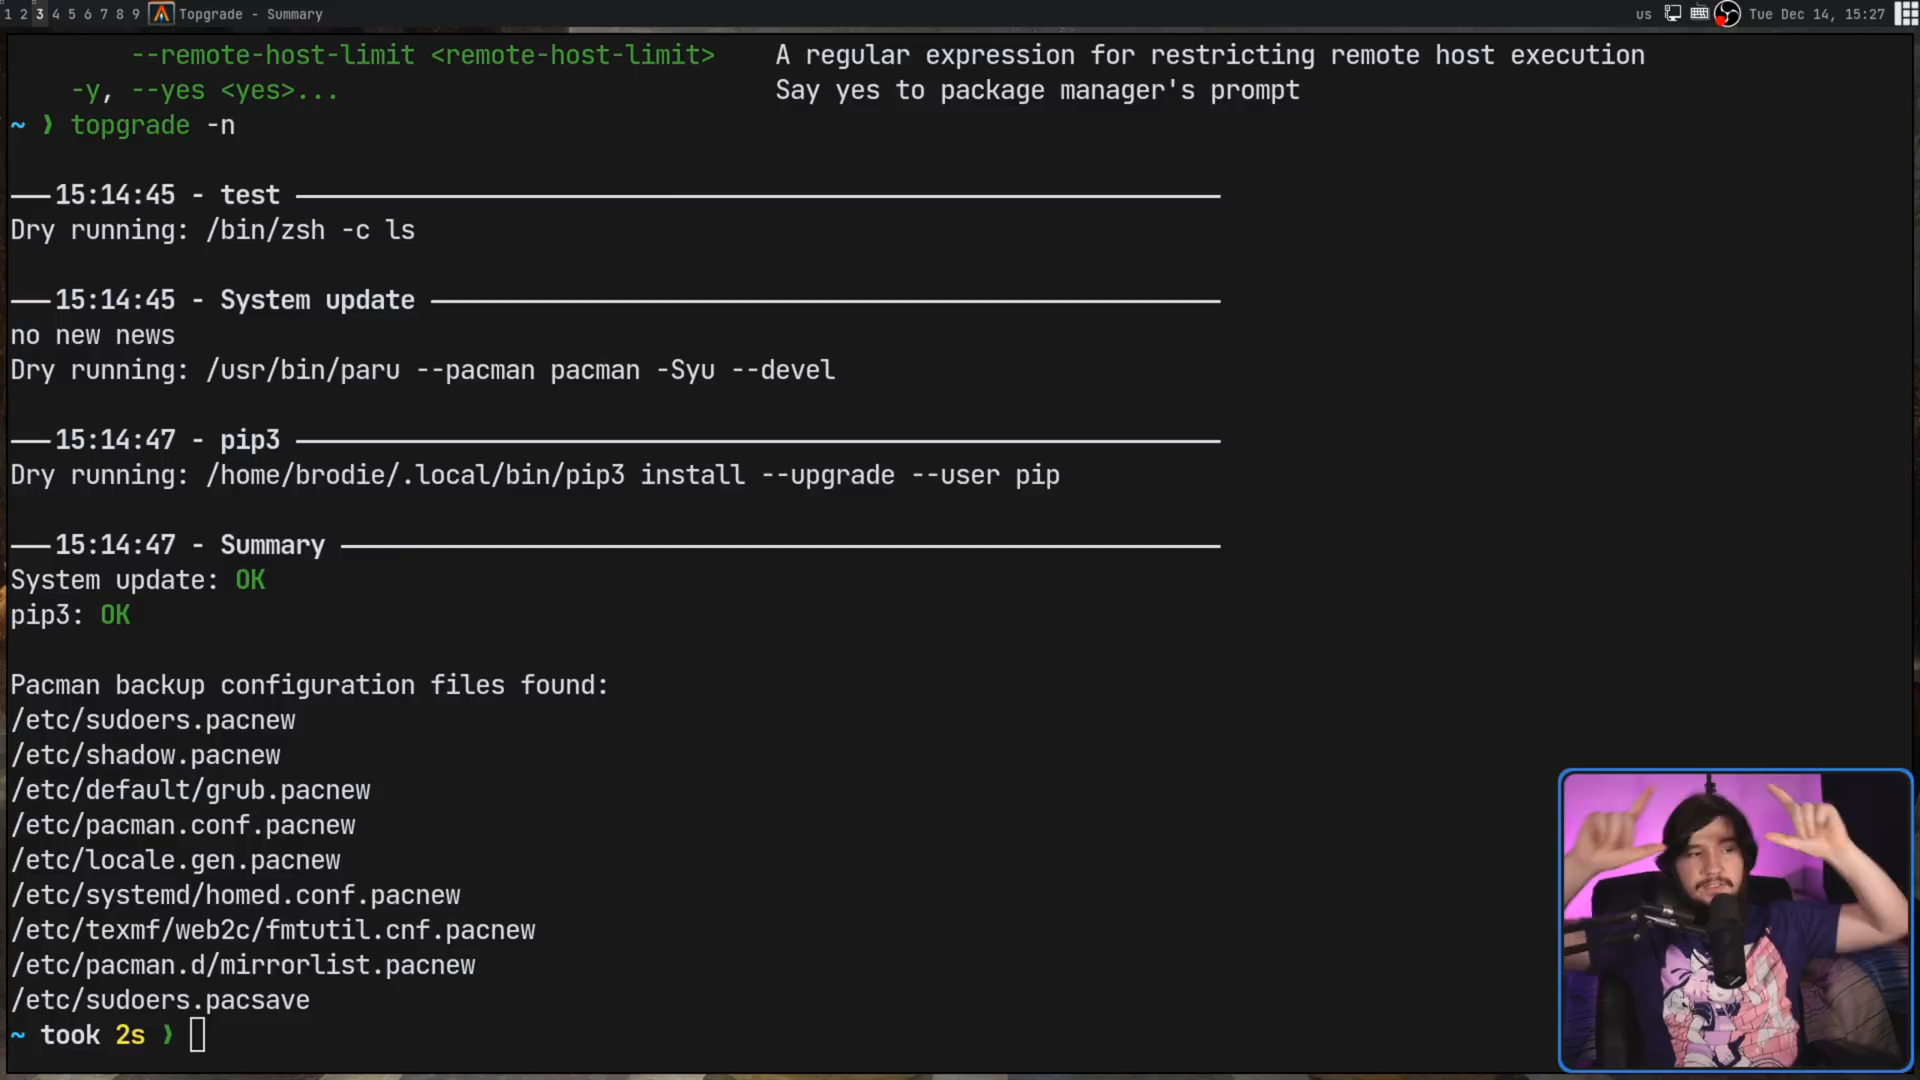 1 2 3 4 5 6 7 8 9 Topgrade - Summary us Tue Dec 14, 15:27
--remote-host-limit <remote-host-limit> A regular expression for restricting remote host execution
-y, --yes <yes>... Say yes to package manager's prompt
~ ❯ topgrade -n
——15:14:45 - test ——
Dry running: /bin/zsh -c ls
——15:14:45 - System update ——
no new news
Dry running: /usr/bin/paru --pacman pacman -Syu --devel
——15:14:47 - pip3 ——
Dry running: /home/brodie/.local/bin/pip3 install --upgrade --user pip
——15:14:47 - Summary ——
System update: OK
pip3: OK
Pacman backup configuration files found:
/etc/sudoers.pacnew
/etc/shadow.pacnew
/etc/default/grub.pacnew
/etc/pacman.conf.pacnew
/etc/locale.gen.pacnew
/etc/systemd/homed.conf.pacnew
/etc/texmf/web2c/fmtutil.cnf.pacnew
/etc/pacman.d/mirrorlist.pacnew
/etc/sudoers.pacsave
~ took 2s ❯